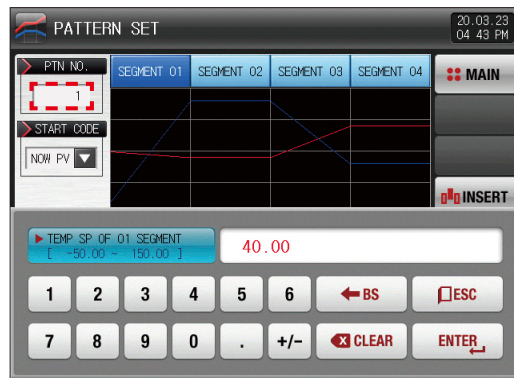 PATTERN SET
20.03.23
04 43 PM
PTN NO.
1
START CODE
NOW PV
SEGMENT 01 SEGMENT 02 SEGMENT 03 SEGMENT 04
MAIN
INSERT
TEMP SP OF 01 SEGMENT
[ -50.00 ~ 150.00 ]
40.00
1 2 3 4 5 6 BS ESC
7 8 9 0 . +/- CLEAR ENTER